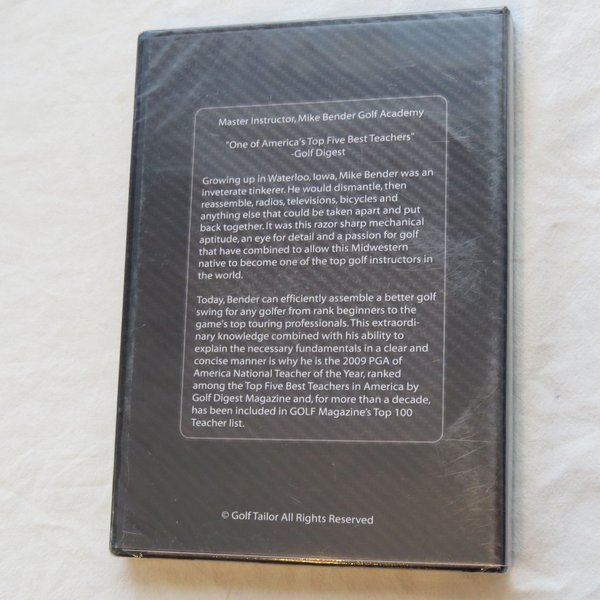 Master Instructor, Mike Bender Golf Academy
"One of America's Top Five Best Teachers"
-Golf Digest
Growing up in Waterloo, Iowa, Mike Bender was an
inveterate tinkerer. He would dismantle, then
reassemble, radios, televisions, bicycles and
anything else that could be taken apart and put
back together. It was this razor sharp mechanical
aptitude, an eye for detail and a passion for golf
that have combined to allow this Midwestern
native to become one of the top golf instructors in
the world.
Today, Bender can efficiently assemble a better golf
swing for any golfer from rank beginners to the
game's top touring professionals. This extraordi-
nary knowledge combined with his ability to
explain the necessary fundamentals in a clear and
concise manner is why he is the 2009 PGA of
America National Teacher of the Year, ranked
among the Top Five Best Teachers in America by
Golf Digest Magazine and, for more than a decade,
has been included in GOLF Magazine's Top 100
Teacher list.
© Golf Tailor All Rights Reserved